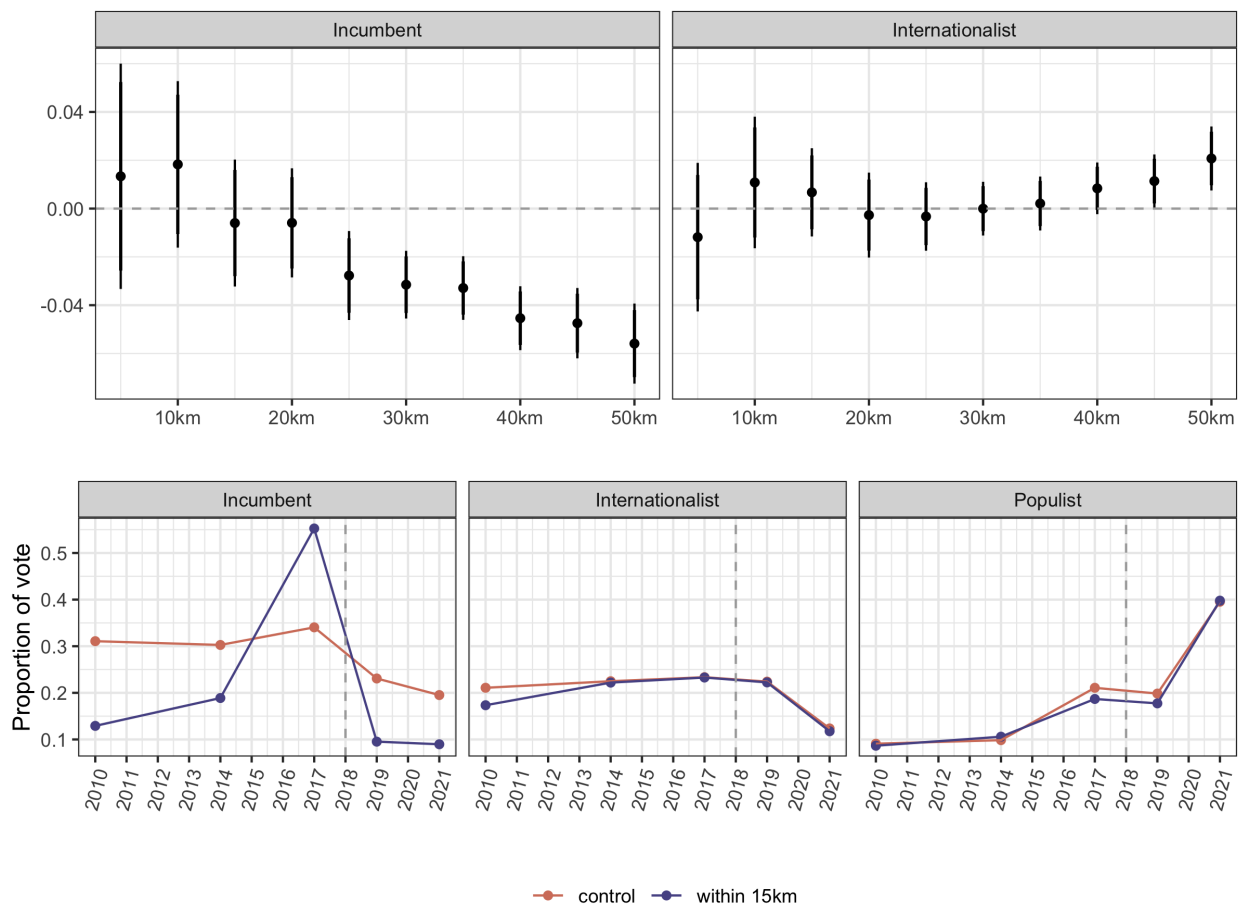 Incumbent Internationalist
0.04
0.00
-0.04
10km 20km 30km 40km 50km 10km 20km 30km 40km 50km
Incumbent Internationalist Populist
Proportion of vote
0.5
0.4
0.3
0.2
0.1
2010 2011 2012 2013 2014 2015 2016 2017 2018 2019 2020 2021 2010 2011 2012 2013 2014 2015 2016 2017 2018 2019 2020 2021 2010 2011 2012 2013 2014 2015 2016 2017 2018 2019 2020 2021
control within 15km